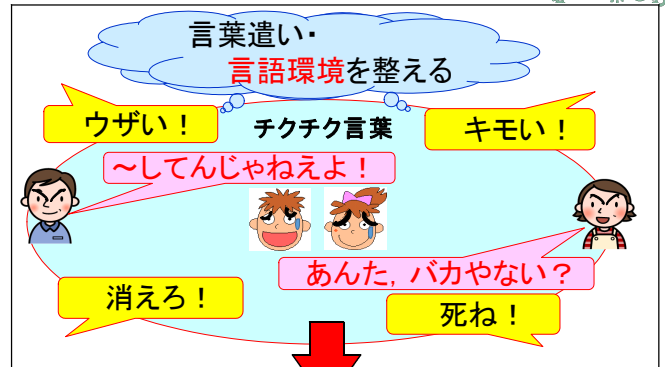 言葉遣い・
言語環境を整える
ウザい！
チクチク言葉
キモい！
～してんじゃねえよ！
あんた，バカやない？
消えろ！
死ね！